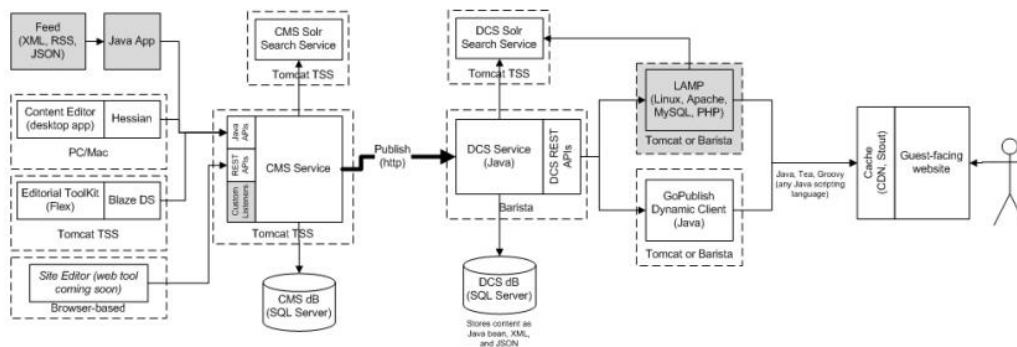 Feed
(XML, RSS,
JSON)
Java App
CMS Solr
Search Service
Tomcat TSS
DCS Solr
Search Service
Tomcat TSS
LAMP
(Linux, Apache,
MySQL, PHP)
Tomcat or Barista
Content Editor
(desktop app)
Hessian
PC/Mac
Java
APIs
REST
APIs
Custom
Listeners
CMS Service
Tomcat TSS
Publish
(http)
DCS Service
(Java)
DCS REST
APIs
Barista
Java, Tea, Groovy
(any Java scripting
language)
Cache
(CDN, Stout)
Guest-facing
website
Editorial ToolKit
(Flex)
Blaze DS
Tomcat TSS
GoPublish
Dynamic Client
(Java)
Tomcat or Barista
Site Editor (web tool
coming soon)
Browser-based
CMS dB
(SQL Server)
DCS dB
(SQL Server)
Stores content as
Java bean, XML,
and JSON